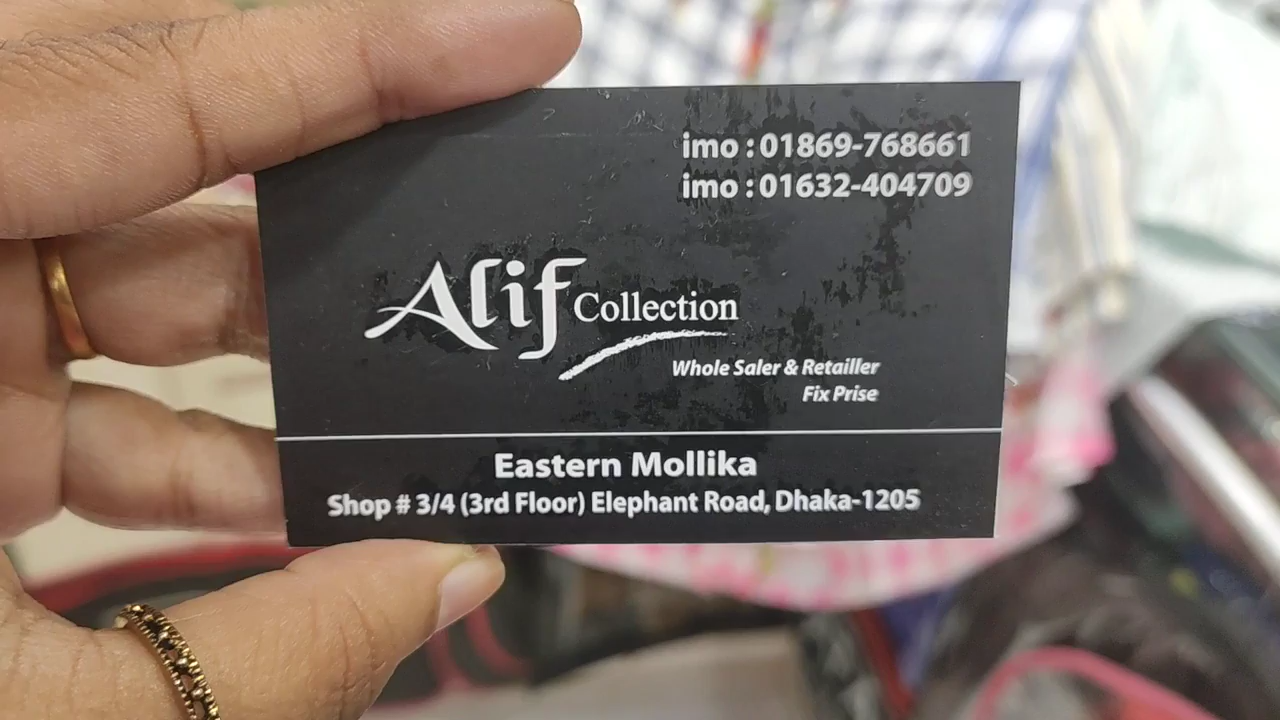 imo : 01869-768661
imo : 01632-404709
Alif Collection
Whole Saler & Retailler
Fix Prise
Eastern Mollika
Shop # 3/4 (3rd Floor) Elephant Road, Dhaka-1205